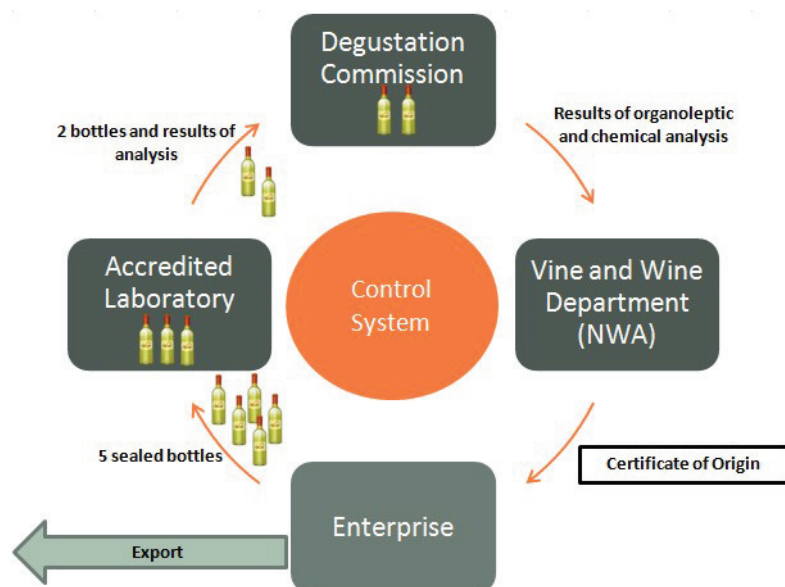 Degustation
Commission
2 bottles and results of
analysis
Results of organoleptic
and chemical analysis
Accredited
Laboratory
Control
System
Vine and Wine
Department
(NWA)
5 sealed bottles
Certificate of Origin
Enterprise
Export